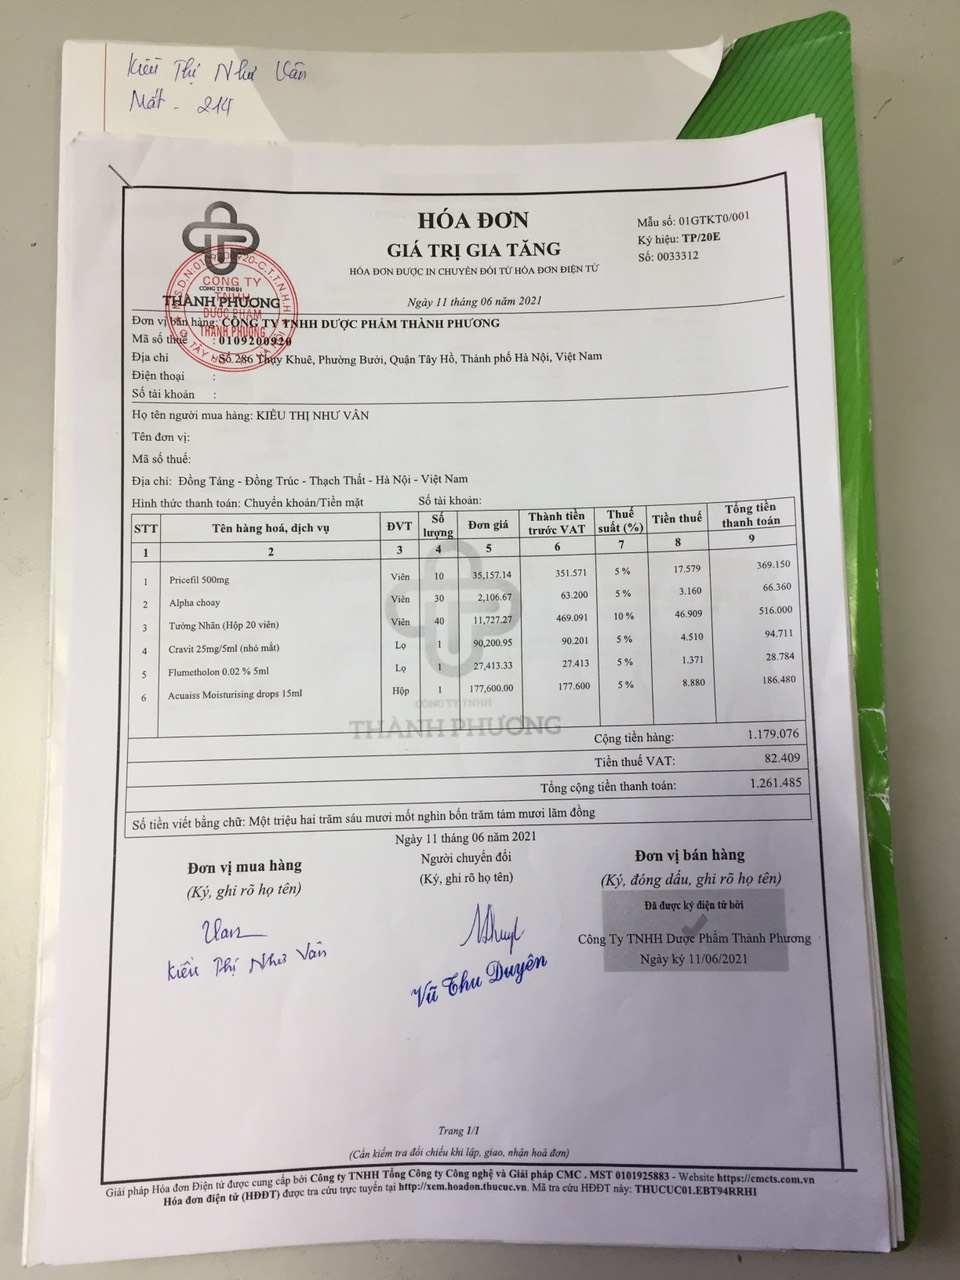 Kiều Thị Như Vân
Mắt - 214
HÓA ĐƠN
GIÁ TRỊ GIA TĂNG
HÓA ĐƠN ĐƯỢC IN CHUYỂN ĐỔI TỪ HÓA ĐƠN ĐIỆN TỬ
Ngày 11 tháng 06 năm 2021
Mẫu số: 01GTKT0/001
Ký hiệu: TP/20E
Số: 0033312
CÔNG TY TNHH
THÀNH PHƯƠNG
CÔNG TY
TNHH
DƯỢC PHẨM
THÀNH PHƯƠNG
Đơn vị bán hàng: CÔNG TY TNHH DƯỢC PHẨM THÀNH PHƯƠNG
Mã số thuế : 0109200920
Địa chỉ : Số 286 Thụy Khuê, Phường Bưởi, Quận Tây Hồ, Thành phố Hà Nội, Việt Nam
Điện thoại :
Số tài khoản :
Họ tên người mua hàng: KIỀU THỊ NHƯ VÂN
Tên đơn vị:
Mã số thuế:
Địa chỉ: Đồng Táng - Đồng Trúc - Thạch Thất - Hà Nội - Việt Nam
Hình thức thanh toán: Chuyển khoản/Tiền mặt Số tài khoản:
STT Tên hàng hoá, dịch vụ ĐVT Số lượng Đơn giá Thành tiền trước VAT Thuế suất (%) Tiền thuế Tổng tiền thanh toán
1 2 3 4 5 6 7 8 9
1 Pricefil 500mg Viên 10 35,157.14 351.571 5 % 17.579 369.150
2 Alpha choay Viên 30 2,106.67 63.200 5 % 3.160 66.360
3 Tường Nhãn (Hộp 20 viên) Viên 40 11,727.27 469.091 10 % 46.909 516.000
4 Cravit 25mg/5ml (nhỏ mắt) Lọ 1 90,200.95 90.201 5 % 4.510 94.711
5 Flumetholon 0.02 % 5ml Lọ 1 27,413.33 27.413 5 % 1.371 28.784
6 Acuaiss Moisturising drops 15ml Hộp 1 177,600.00 177.600 5 % 8.880 186.480
CÔNG TY TNHH
THÀNH PHƯƠNG
Cộng tiền hàng: 1.179.076
Tiền thuế VAT: 82.409
Tổng cộng tiền thanh toán: 1.261.485
Số tiền viết bằng chữ: Một triệu hai trăm sáu mươi mốt nghìn bốn trăm tám mươi lăm đồng
Ngày 11 tháng 06 năm 2021
Đơn vị mua hàng Người chuyển đổi Đơn vị bán hàng
(Ký, ghi rõ họ tên) (Ký, ghi rõ họ tên) (Ký, đóng dấu, ghi rõ họ tên)
Đã được ký điện tử bởi
Công Ty TNHH Dược Phẩm Thành Phương
Ngày ký 11/06/2021
Kiều Thị Như Vân
Vũ Thu Duyên
Trang 1/1
(Cần kiểm tra đối chiếu khi lập, giao, nhận hoá đơn)
Giải pháp Hóa đơn Điện tử được cung cấp bởi Công ty TNHH Tổng Công ty Công nghệ và Giải pháp CMC . MST 0101925883 - Website https://cmcts.com.vn
Hóa đơn điện tử (HĐĐT) được tra cứu trực tuyến tại http://xem.hoadon.thucuc.vn. Mã tra cứu HĐĐT này: THUCUC01.EBT94RRHI